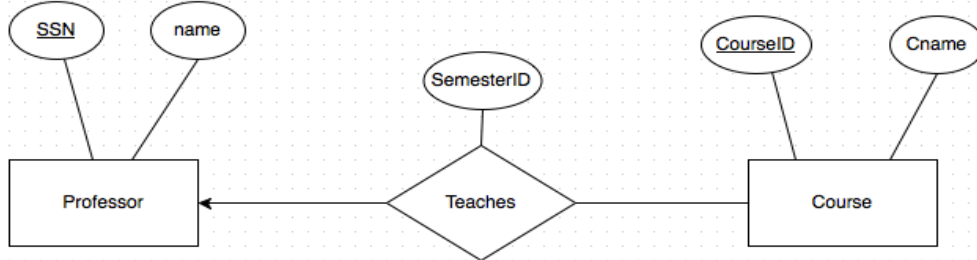 SSN
name
CourseID
Cname
SemesterID
Professor
Teaches
Course